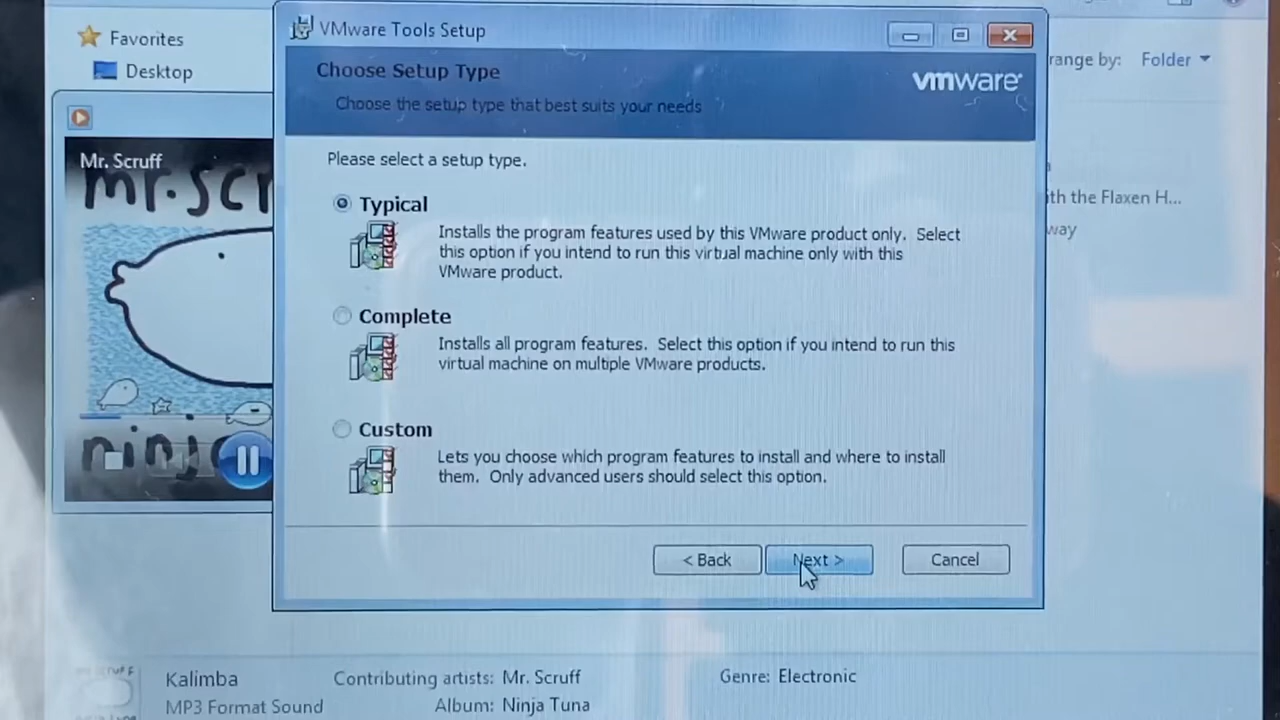 Favorites
Desktop
VMware Tools Setup
Choose Setup Type
Choose the setup type that best suits your needs
vmware
range by: Folder
Mr. Scruff
mr.scr
ninj
Please select a setup type.
Typical
Installs the program features used by this VMware product only. Select
this option if you intend to run this virtual machine only with this
VMware product.
Complete
Installs all program features. Select this option if you intend to run this
virtual machine on multiple VMware products.
Custom
Lets you choose which program features to install and where to install
them. Only advanced users should select this option.
< Back
Next >
Cancel
ith the Flaxen H...
way
Kalimba
MP3 Format Sound
Contributing artists: Mr. Scruff
Album: Ninja Tuna
Genre: Electronic